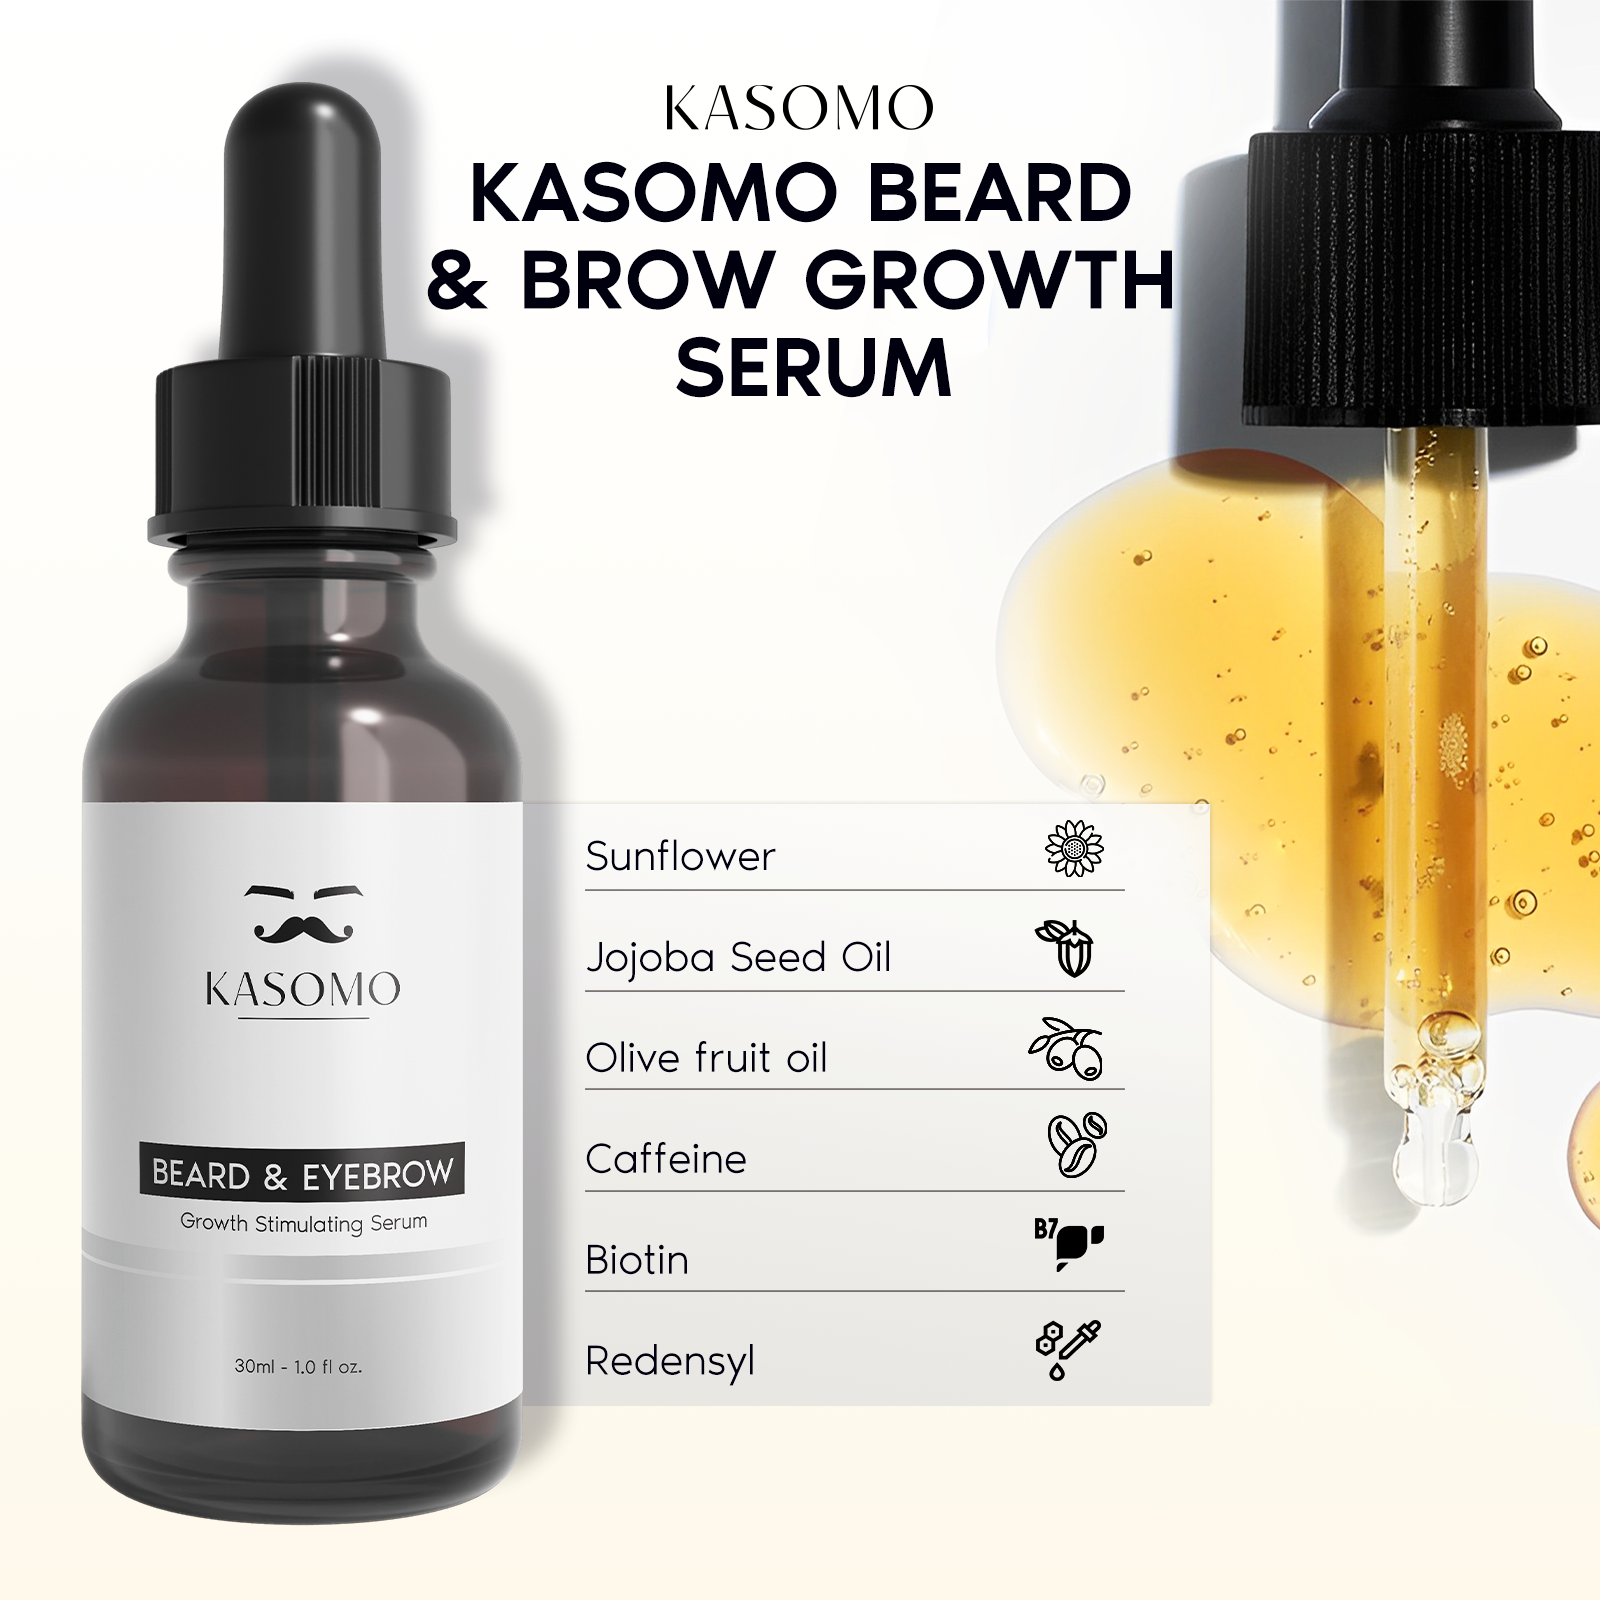 KASOMO
KASOMO BEARD
& BROW GROWTH
SERUM
Sunflower
Jojoba Seed Oil
Olive fruit oil
Caffeine
B7
Biotin
Redensyl
KASOMO
BEARD & EYEBROW
Growth Stimulating Serum
30ml - 1.0 fl oz.